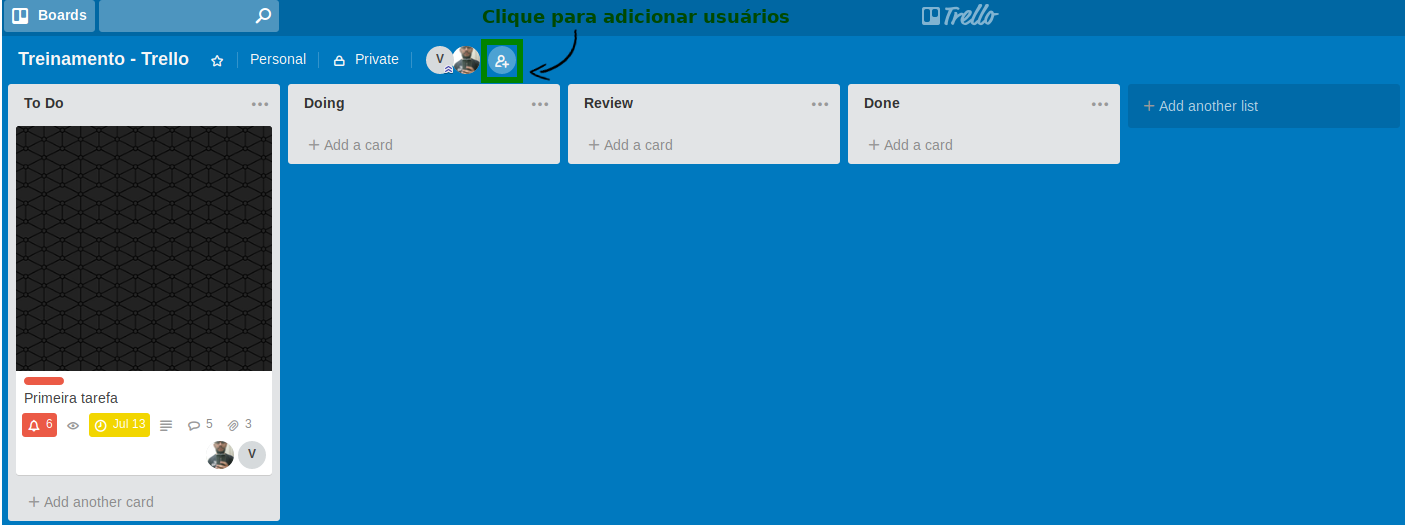 Boards
Clique para adicionar usuários
Trello
Treinamento - Trello Personal Private V
To Do
Doing
Review
Done
+ Add another list
+ Add a card
+ Add a card
+ Add a card
Primeira tarefa
6 Jul 13 5 3
V
+ Add another card